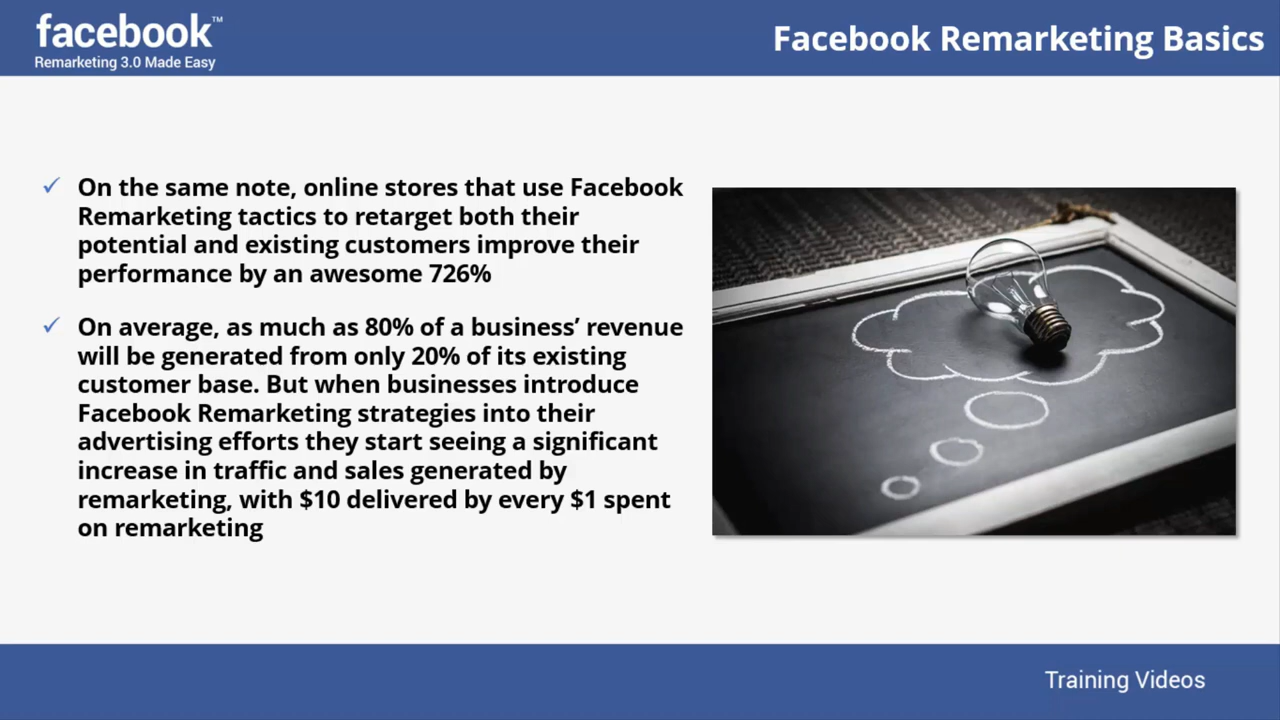 facebook™
Remarketing 3.0 Made Easy
Facebook Remarketing Basics
✓ On the same note, online stores that use Facebook
Remarketing tactics to retarget both their
potential and existing customers improve their
performance by an awesome 726%
✓ On average, as much as 80% of a business’ revenue
will be generated from only 20% of its existing
customer base. But when businesses introduce
Facebook Remarketing strategies into their
advertising efforts they start seeing a significant
increase in traffic and sales generated by
remarketing, with $10 delivered by every $1 spent
on remarketing
Training Videos